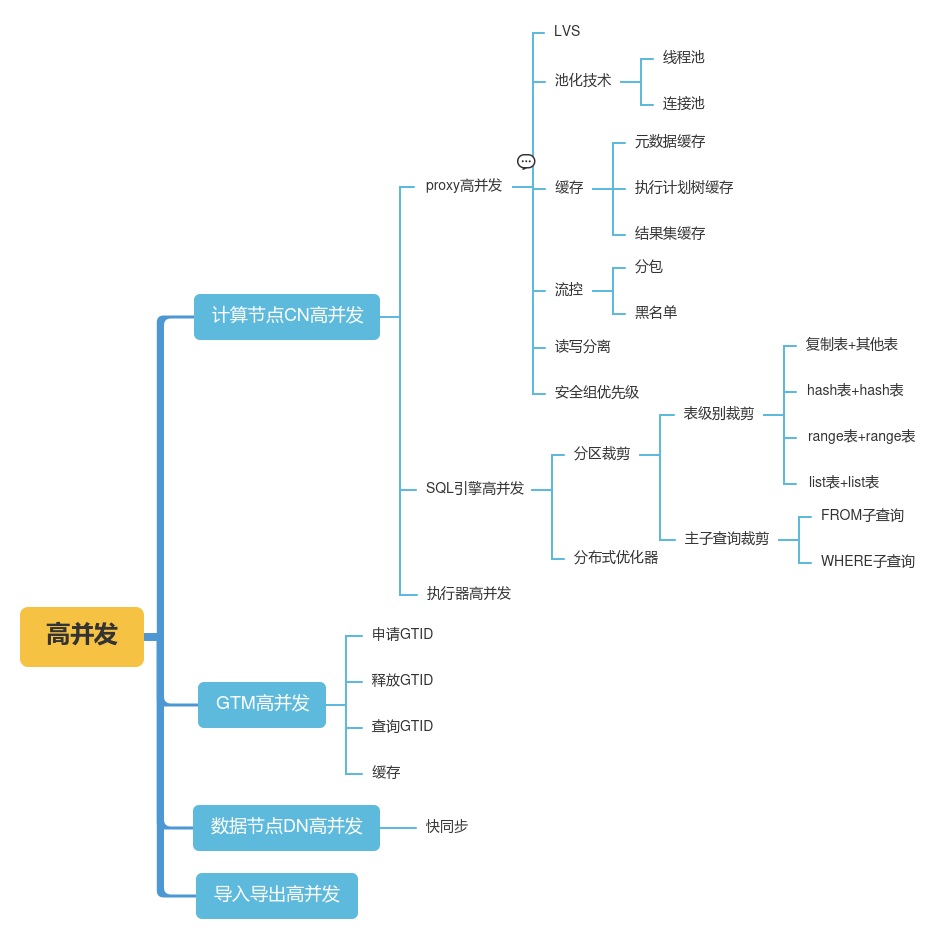 高并发
计算节点CN高并发
proxy高并发
LVS
池化技术
线程池
连接池
缓存
元数据缓存
执行计划树缓存
结果集缓存
流控
分包
黑名单
读写分离
安全组优先级
SQL引擎高并发
分区裁剪
表级别裁剪
复制表+其他表
hash表+hash表
range表+range表
list表+list表
主子查询裁剪
FROM子查询
WHERE子查询
分布式优化器
执行器高并发
GTM高并发
申请GTID
释放GTID
查询GTID
缓存
数据节点DN高并发
快同步
导入导出高并发